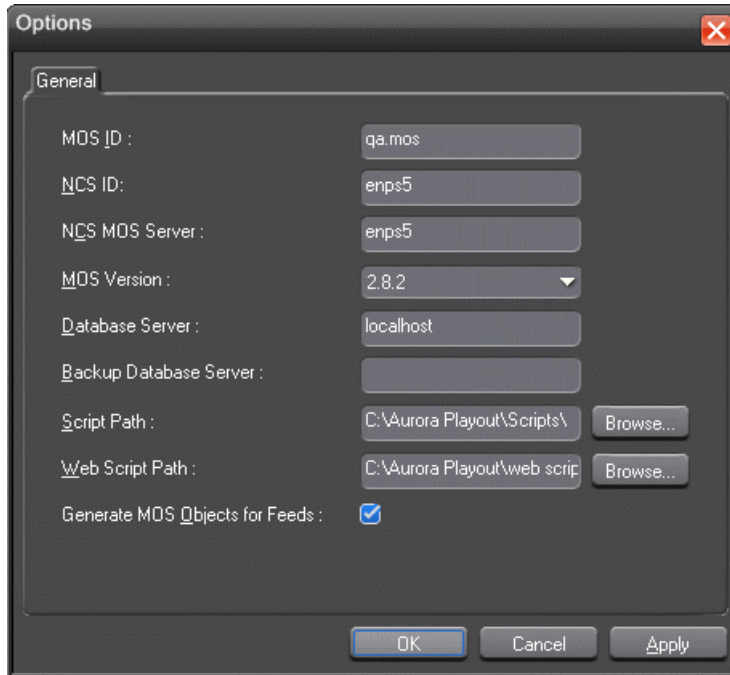 Options
General
MOS ID : qa.mos
NCS ID: enps5
NCS MOS Server : enps5
MOS Version : 2.8.2
Database Server : localhost
Backup Database Server :
Script Path : C:\Aurora Playout\Scripts\ Browse...
Web Script Path : C:\Aurora Playout\web scrip Browse...
Generate MOS Objects for Feeds :
OK Cancel Apply